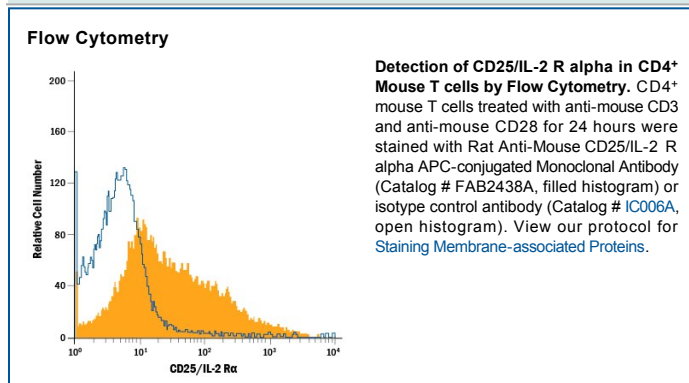 Flow Cytometry
200
160
120
80
40
0
Relative Cell Number
10⁰
10¹
10²
10³
10⁴
CD25/IL-2 Rα
Detection of CD25/IL-2 R alpha in CD4⁺
Mouse T cells by Flow Cytometry. CD4⁺
mouse T cells treated with anti-mouse CD3
and anti-mouse CD28 for 24 hours were
stained with Rat Anti-Mouse CD25/IL-2 R
alpha APC-conjugated Monoclonal Antibody
(Catalog # FAB2438A, filled histogram) or
isotype control antibody (Catalog # IC006A,
open histogram). View our protocol for
Staining Membrane-associated Proteins.